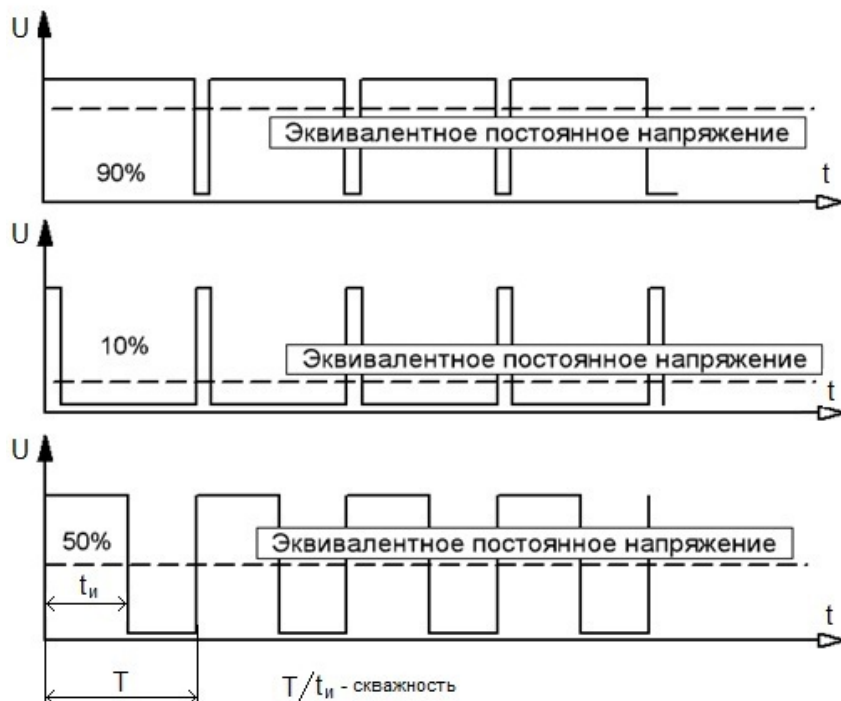 U
Эквивалентное постоянное напряжение
90%
t
U
10%
Эквивалентное постоянное напряжение
t
U
50%
Эквивалентное постоянное напряжение
tи
t
T
T/tи - скважность